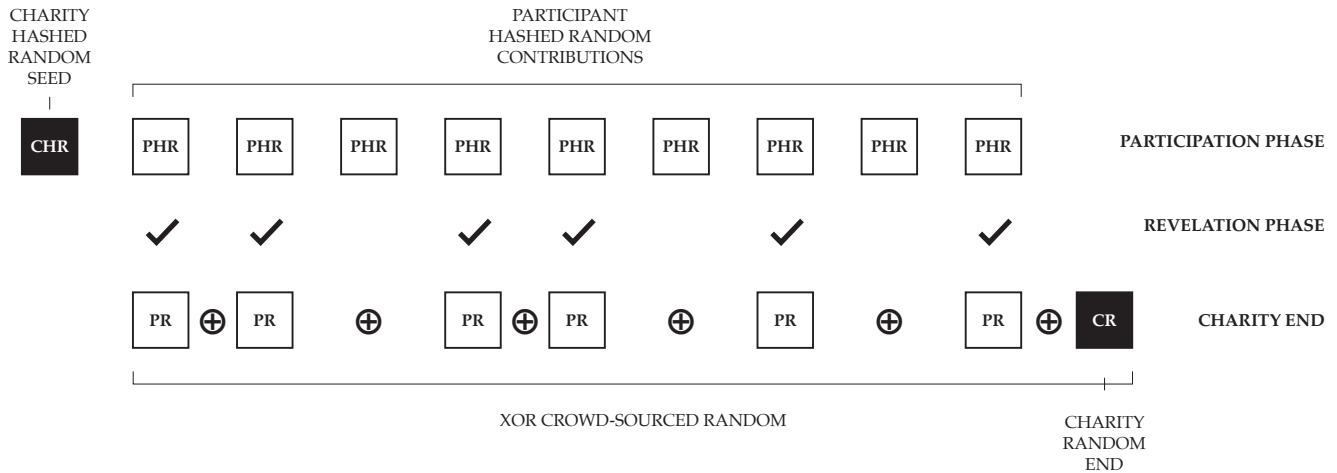 CHARITY
HASHED
RANDOM
SEED
PARTICIPANT
HASHED RANDOM
CONTRIBUTIONS
CHR PHR PHR PHR PHR PHR PHR PHR PHR PHR PARTICIPATION PHASE
REVELATION PHASE
PR ⊕ PR ⊕ PR ⊕ PR ⊕ PR ⊕ PR ⊕ CR CHARITY END
XOR CROWD-SOURCED RANDOM
CHARITY
RANDOM
END